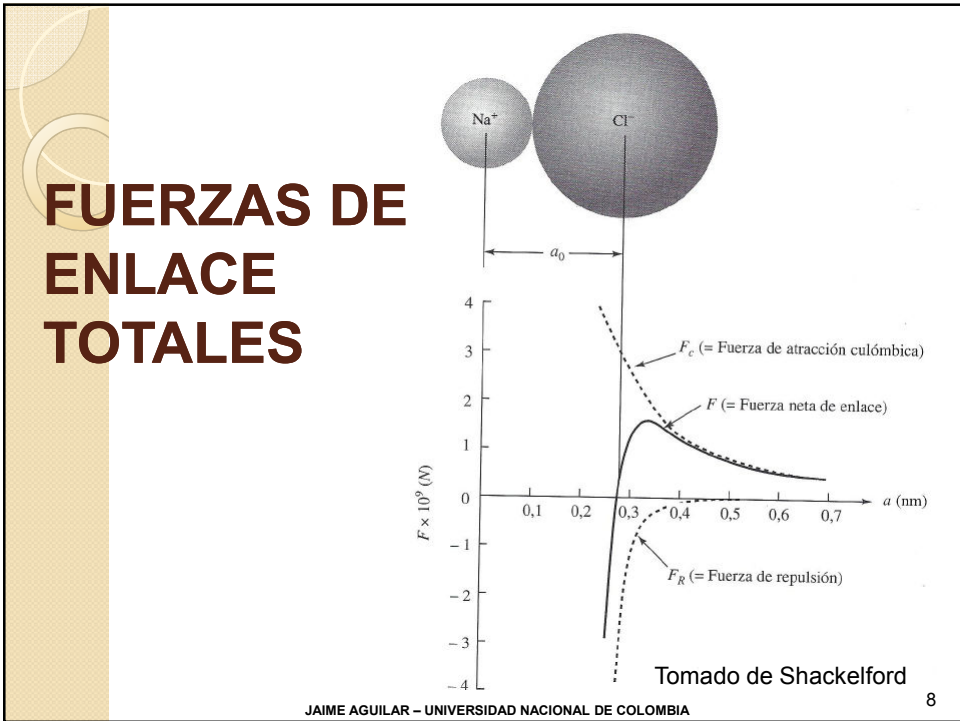 FUERZAS DE
ENLACE
TOTALES
Na⁺
Cl⁻
a₀
4
3
2
1
0
– 1
– 2
– 3
– 4
F × 10⁹ (N)
F_c (= Fuerza de atracción culómbica)
F (= Fuerza neta de enlace)
0,1 0,2 0,3 0,4 0,5 0,6 0,7
a (nm)
F_R (= Fuerza de repulsión)
Tomado de Shackelford
JAIME AGUILAR – UNIVERSIDAD NACIONAL DE COLOMBIA
8